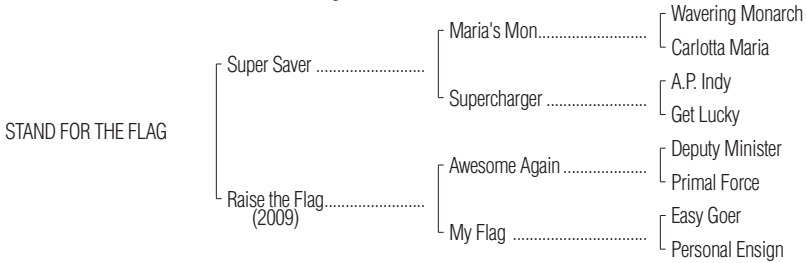 Wavering Monarch
Maria's Mon..........................
Carlotta Maria
Super Saver ..........................
A.P. Indy
Supercharger ........................
Get Lucky
STAND FOR THE FLAG
Deputy Minister
Awesome Again ....................
Primal Force
Raise the Flag........................
(2009)
Easy Goer
My Flag ................................
Personal Ensign